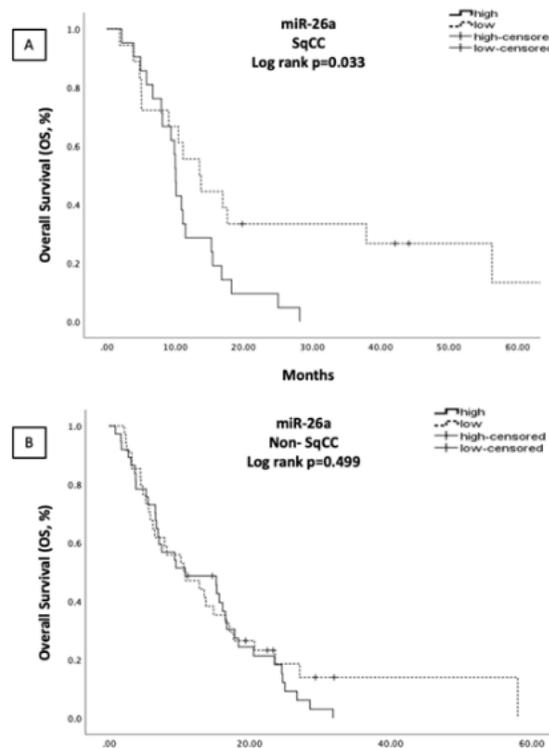 A
miR-26a
SqCC
Log rank p=0.033
high
low
high-censored
low-censored
Overall Survival (OS, %)
1.0
0.8
0.6
0.4
0.2
0.0
.00 10.00 20.00 30.00 40.00 50.00 60.00
Months
B
miR-26a
Non- SqCC
Log rank p=0.499
high
low
high-censored
low-censored
Overall Survival (OS, %)
1.0
0.8
0.6
0.4
0.2
0.0
.00 20.00 40.00 60.00